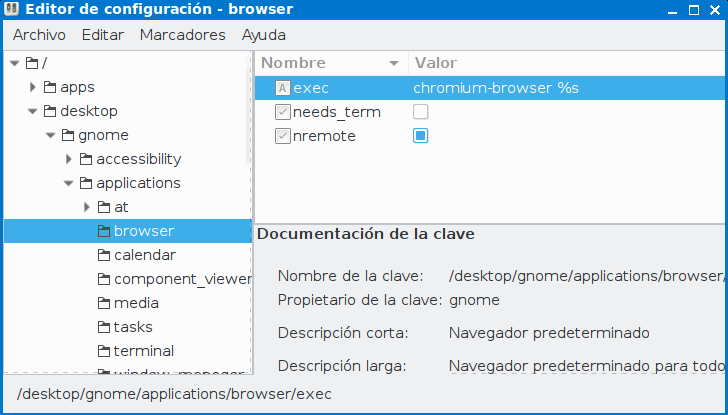 Editor de configuración - browser
Archivo Editar Marcadores Ayuda
/
apps
desktop
gnome
accessibility
applications
at
browser
calendar
component_viewer
media
tasks
terminal
window_manager
Nombre Valor
A exec chromium-browser %s
needs_term
nremote
Documentación de la clave
Nombre de la clave: /desktop/gnome/applications/browser/
Propietario de la clave: gnome
Descripción corta: Navegador predeterminado
Descripción larga: Navegador predeterminado para todo
/desktop/gnome/applications/browser/exec